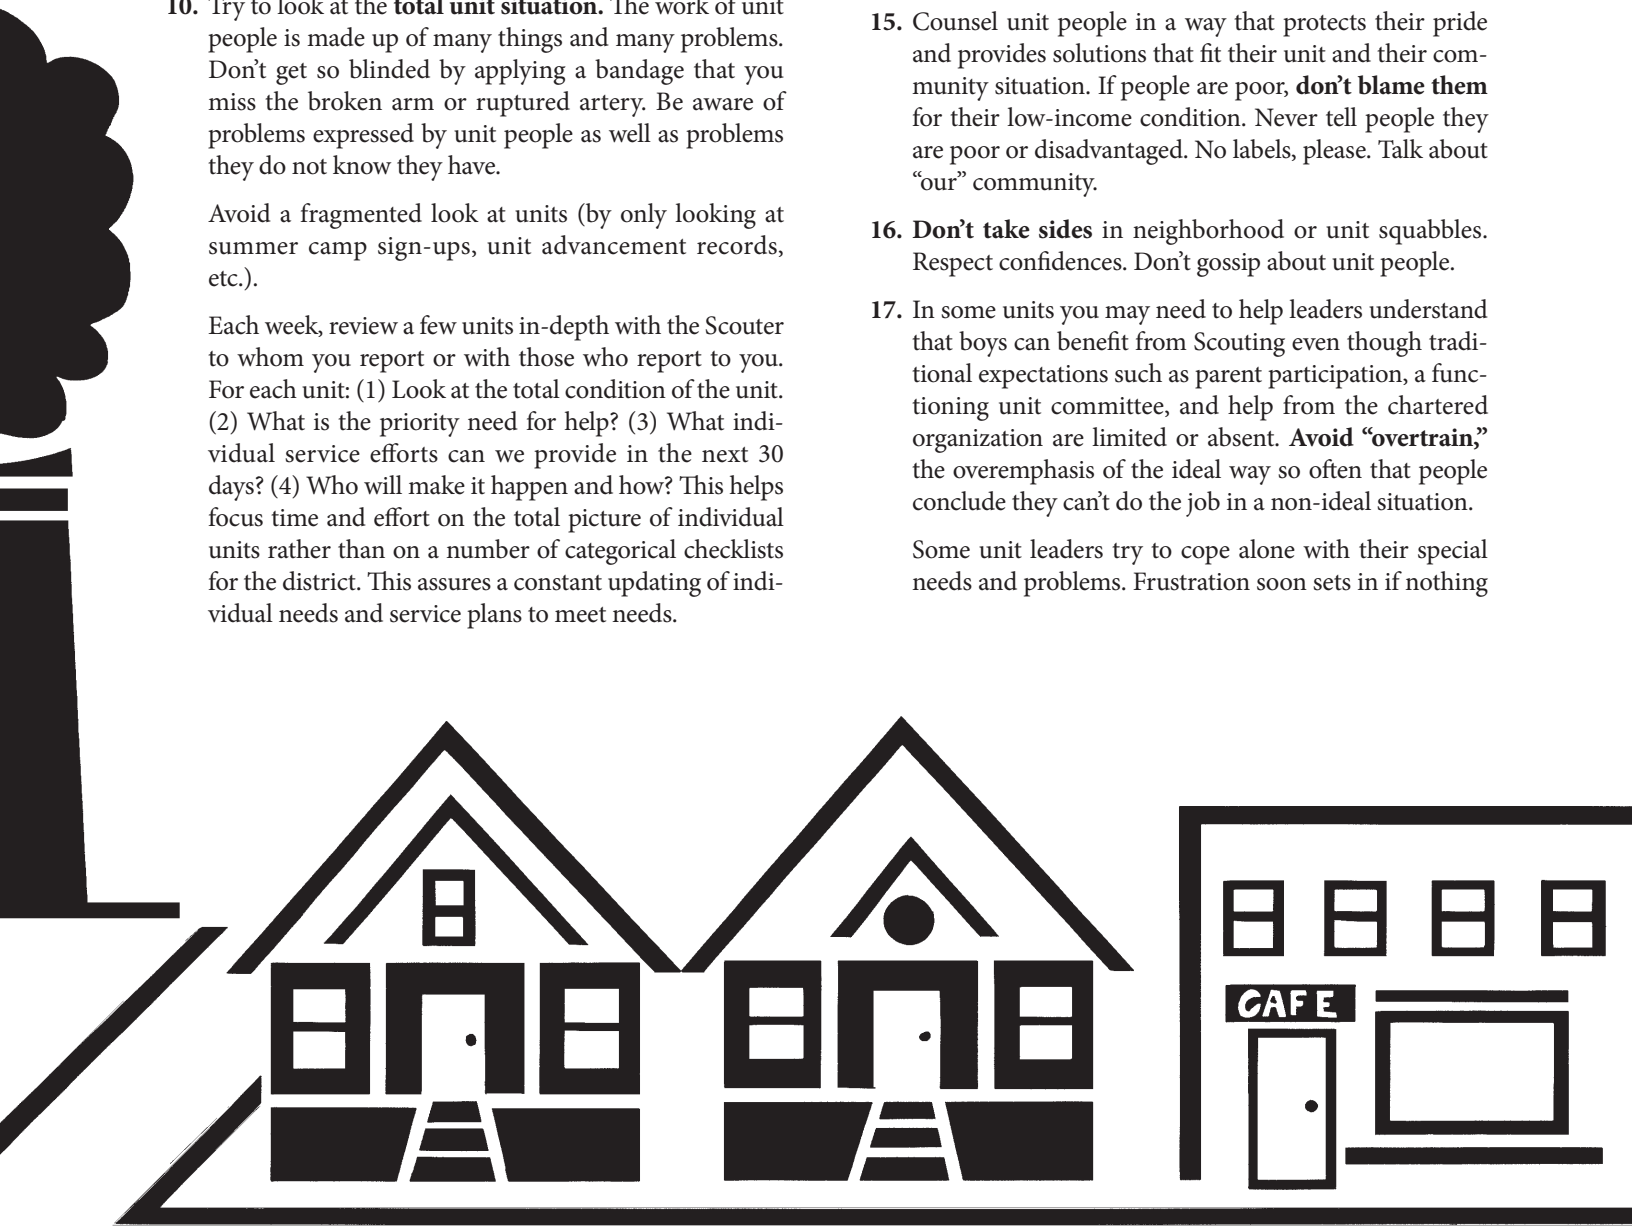 10. Try to look at the total unit situation. The work of unit
people is made up of many things and many problems.
Don’t get so blinded by applying a bandage that you
miss the broken arm or ruptured artery. Be aware of
problems expressed by unit people as well as problems
they do not know they have.
Avoid a fragmented look at units (by only looking at
summer camp sign-ups, unit advancement records,
etc.).
Each week, review a few units in-depth with the Scouter
to whom you report or with those who report to you.
For each unit: (1) Look at the total condition of the unit.
(2) What is the priority need for help? (3) What indi-
vidual service efforts can we provide in the next 30
days? (4) Who will make it happen and how? This helps
focus time and effort on the total picture of individual
units rather than on a number of categorical checklists
for the district. This assures a constant updating of indi-
vidual needs and service plans to meet needs.
15. Counsel unit people in a way that protects their pride
and provides solutions that fit their unit and their com-
munity situation. If people are poor, don’t blame them
for their low-income condition. Never tell people they
are poor or disadvantaged. No labels, please. Talk about
“our” community.
16. Don’t take sides in neighborhood or unit squabbles.
Respect confidences. Don’t gossip about unit people.
17. In some units you may need to help leaders understand
that boys can benefit from Scouting even though tradi-
tional expectations such as parent participation, a func-
tioning unit committee, and help from the chartered
organization are limited or absent. Avoid “overtrain,”
the overemphasis of the ideal way so often that people
conclude they can’t do the job in a non-ideal situation.
Some unit leaders try to cope alone with their special
needs and problems. Frustration soon sets in if nothing
CAFE